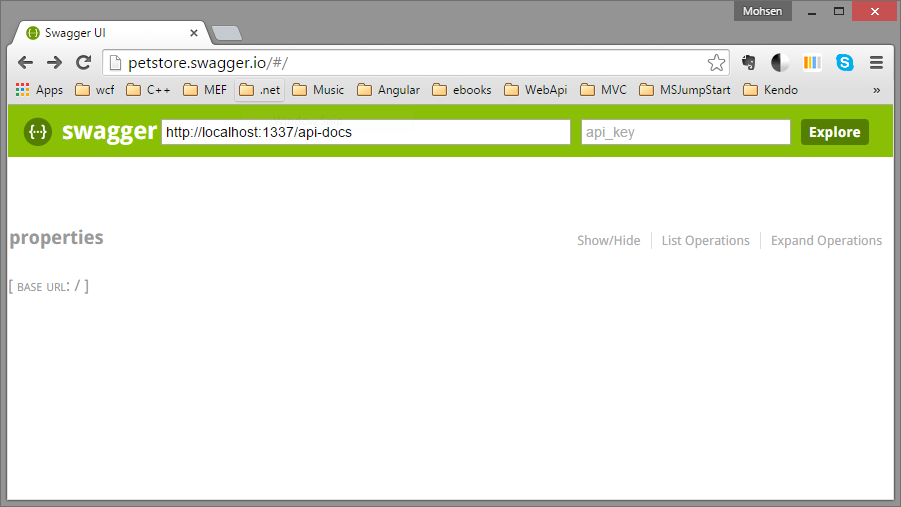 Mohsen
Swagger UI
petstore.swagger.io/#/
Apps wcf C++ MEF .net Music Angular ebooks WebApi MVC MSJumpStart Kendo »
{··} swagger http://localhost:1337/api-docs api_key Explore
properties Show/Hide List Operations Expand Operations
[ BASE URL: / ]